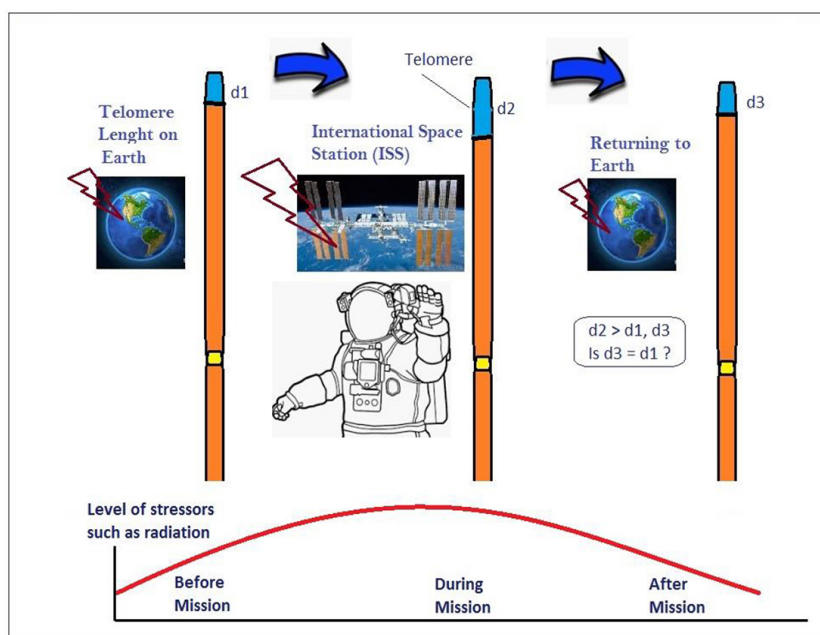 Telomere
d1
d2
d3
Telomere
Lenght on
Earth
International Space
Station (ISS)
Returning to
Earth
d2 > d1, d3
Is d3 = d1 ?
Level of stressors
such as radiation
Before
Mission
During
Mission
After
Mission